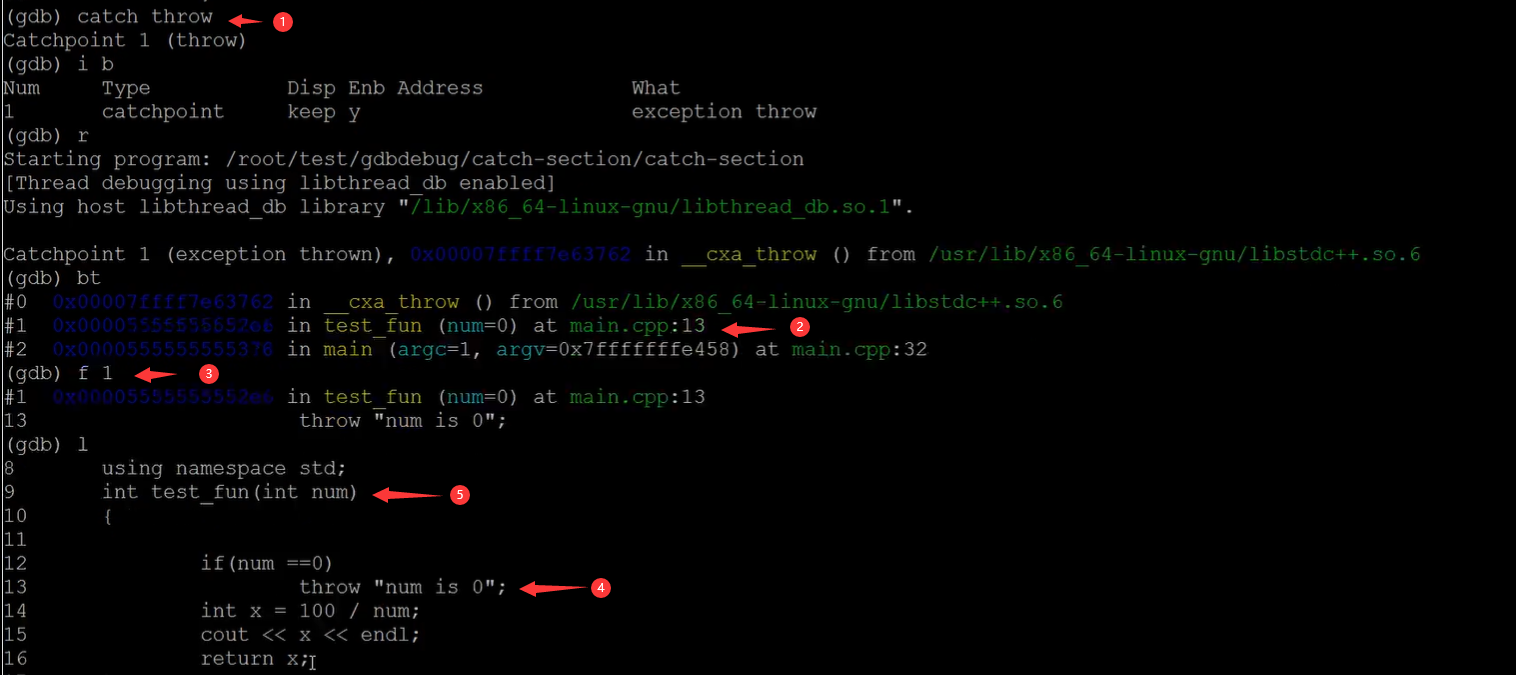 (gdb) catch throw 1
Catchpoint 1 (throw)
(gdb) i b
Num Type Disp Enb Address What
1 catchpoint keep y exception throw
(gdb) r
Starting program: /root/test/gdbdebug/catch-section/catch-section
[Thread debugging using libthread_db enabled]
Using host libthread_db library "/lib/x86_64-linux-gnu/libthread_db.so.1".
Catchpoint 1 (exception thrown), 0x00007ffff7e63762 in __cxa_throw () from /usr/lib/x86_64-linux-gnu/libstdc++.so.6
(gdb) bt
#0 0x00007ffff7e63762 in __cxa_throw () from /usr/lib/x86_64-linux-gnu/libstdc++.so.6
#1 in test_fun (num=0) at main.cpp:13 2
#2 in main (argc=1, argv=0x7fffffffe458) at main.cpp:32
(gdb) f 1 3
#1 in test_fun (num=0) at main.cpp:13
13 throw "num is 0";
(gdb) l
8 using namespace std;
9 int test_fun(int num) 5
10 {
11
12 if(num ==0)
13 throw "num is 0"; 4
14 int x = 100 / num;
15 cout << x << endl;
16 return x;